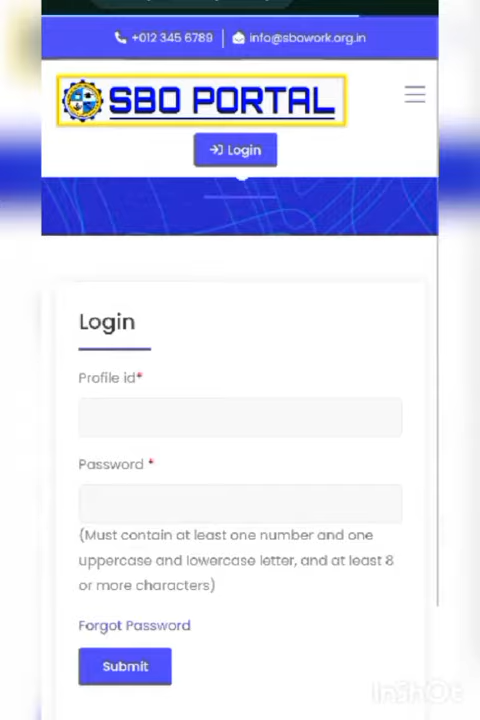 +012 345 6789 info@sbowork.org.in
SBO PORTAL
Login
Login
Profile id*
Password *
(Must contain at least one number and one
uppercase and lowercase letter, and at least 8
or more characters)
Forgot Password
Submit
InShOt